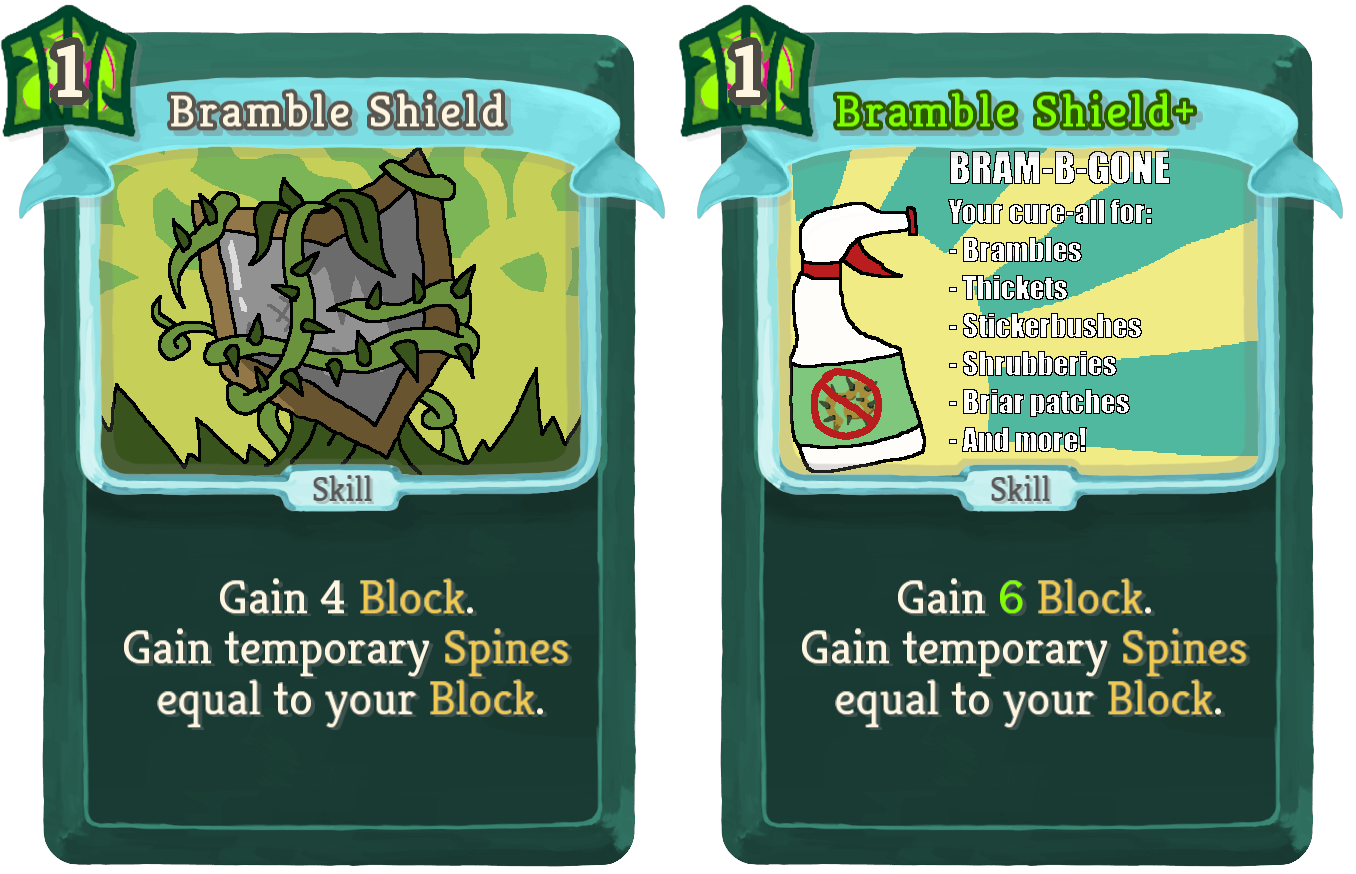 1
Bramble Shield
Skill
Gain 4 Block.
Gain temporary Spines
equal to your Block.
1
Bramble Shield+
BRAM-B-GONE
Your cure-all for:
- Brambles
- Thickets
- Stickerbushes
- Shrubberies
- Briar patches
- And more!
Skill
Gain 6 Block.
Gain temporary Spines
equal to your Block.